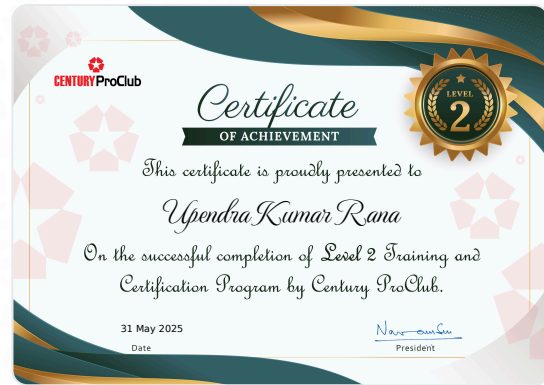 CENTURY ProClub
LEVEL
2
Certificate
OF ACHIEVEMENT
This certificate is proudly presented to
Upendra Kumar Rana
On the successful completion of Level 2 Training and
Certification Program by Century ProClub.
31 May 2025
Date
President